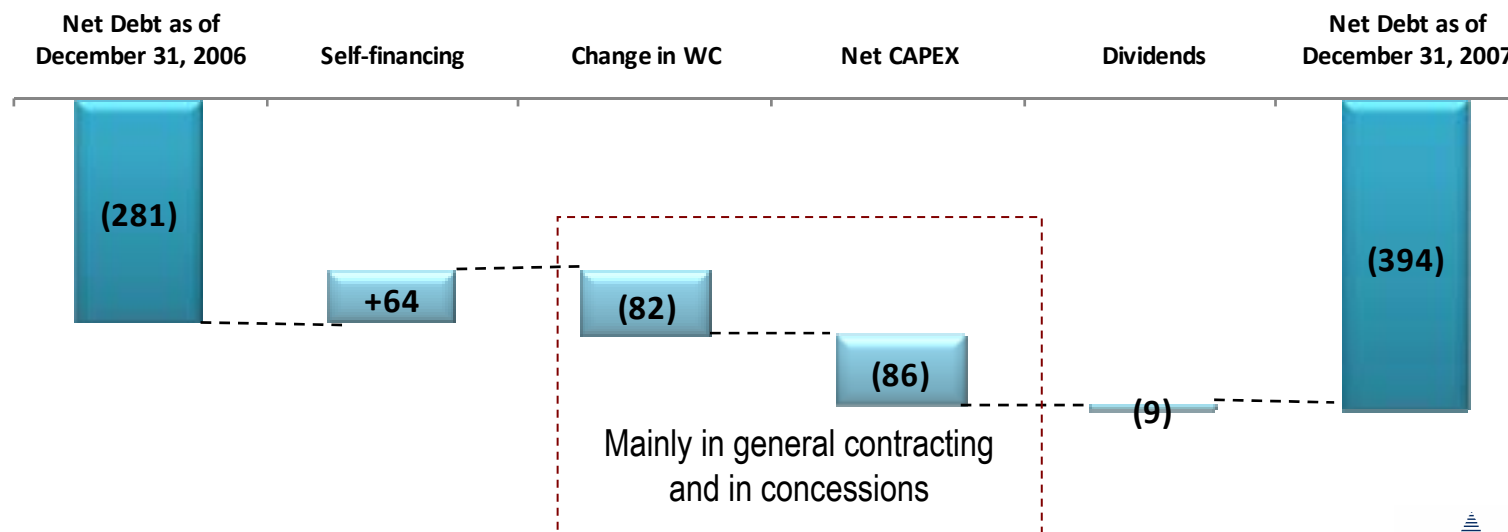 Net Debt as of
December 31, 2006
Self-financing
Change in WC
Net CAPEX
Dividends
Net Debt as of
December 31, 2007
(281)
+64
(82)
(86)
(9)
(394)
Mainly in general contracting
and in concessions